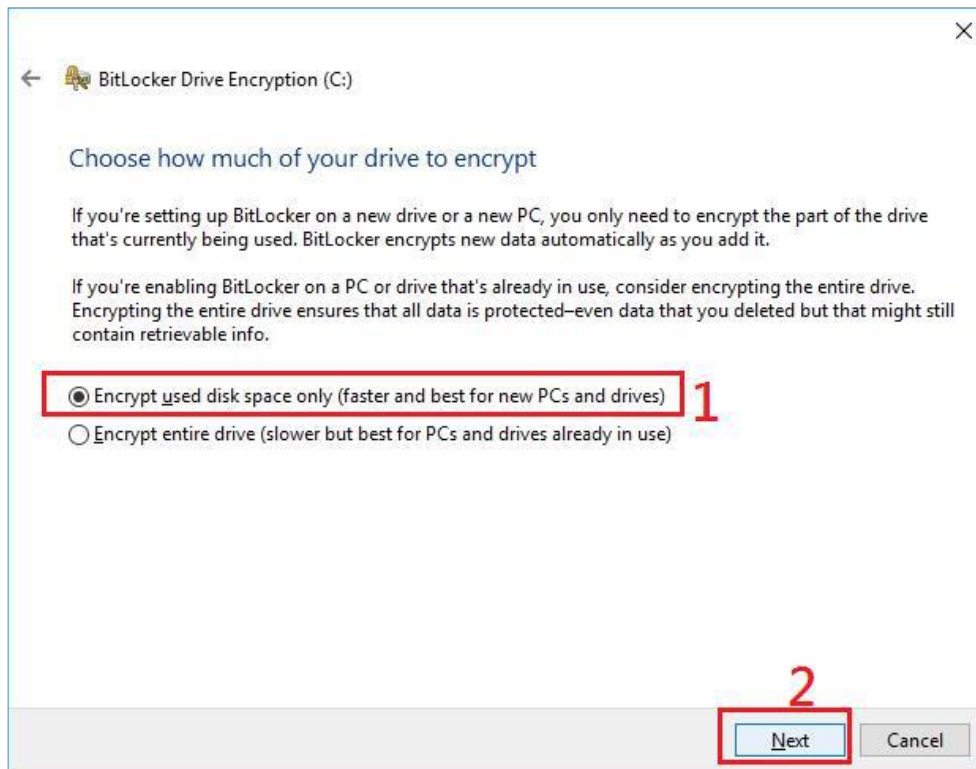 BitLocker Drive Encryption (C:)
Choose how much of your drive to encrypt
If you're setting up BitLocker on a new drive or a new PC, you only need to encrypt the part of the drive
that's currently being used. BitLocker encrypts new data automatically as you add it.
If you're enabling BitLocker on a PC or drive that's already in use, consider encrypting the entire drive.
Encrypting the entire drive ensures that all data is protected–even data that you deleted but that might still
contain retrievable info.
Encrypt used disk space only (faster and best for new PCs and drives)
1
Encrypt entire drive (slower but best for PCs and drives already in use)
2
Next
Cancel